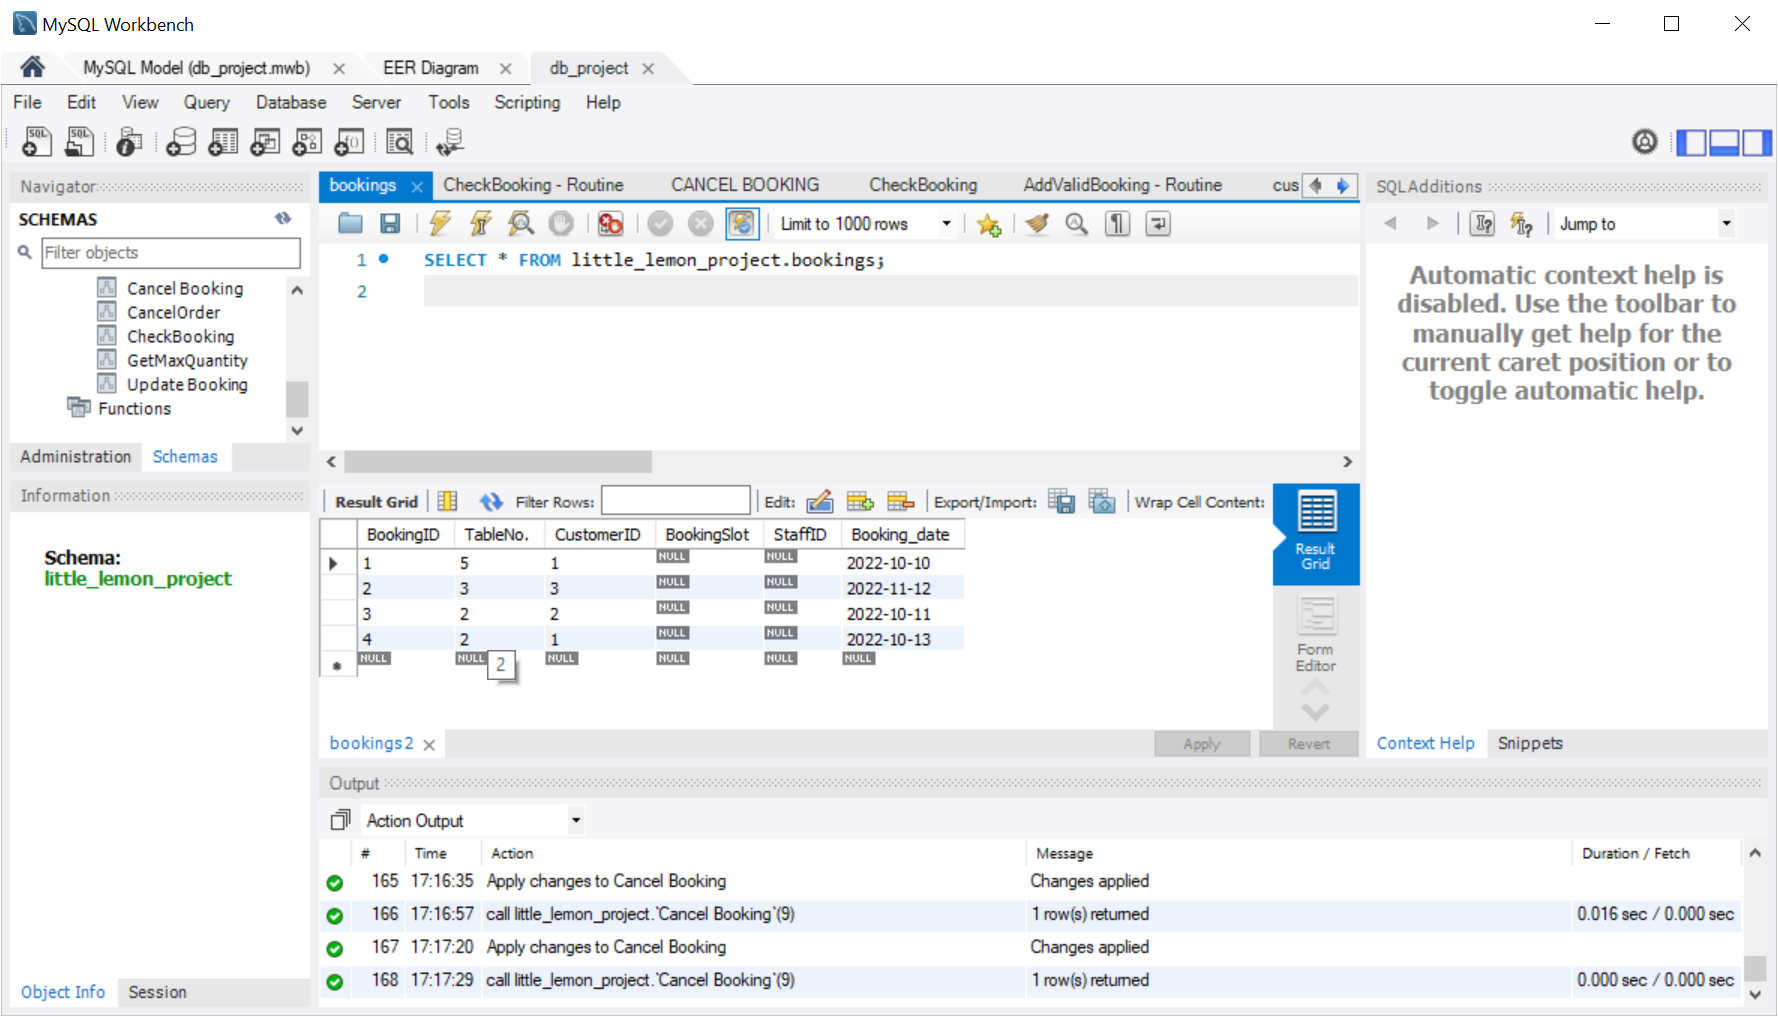 MySQL Workbench
MySQL Model (db_project.mwb) EER Diagram db_project
File Edit View Query Database Server Tools Scripting Help
Navigator
SCHEMAS
Filter objects
Cancel Booking
CancelOrder
CheckBooking
GetMaxQuantity
Update Booking
Functions
Administration Schemas
Information
Schema:
little_lemon_project
Object Info Session
bookings CheckBooking - Routine CANCEL BOOKING CheckBooking AddValidBooking - Routine cus
Limit to 1000 rows
1 SELECT * FROM little_lemon_project.bookings;
2
Result Grid Filter Rows: Edit: Export/Import: Wrap Cell Content:
BookingID TableNo. CustomerID BookingSlot StaffID Booking_date
1 5 1 NULL NULL 2022-10-10
2 3 3 NULL NULL 2022-11-12
3 2 2 NULL NULL 2022-10-11
4 2 1 NULL NULL 2022-10-13
NULL NULL NULL NULL NULL NULL
2
Result
Grid
Form
Editor
bookings2 Apply Revert
SQLAdditions
Jump to
Automatic context help is
disabled. Use the toolbar to
manually get help for the
current caret position or to
toggle automatic help.
Context Help Snippets
Output
Action Output
# Time Action Message Duration / Fetch
165 17:16:35 Apply changes to Cancel Booking Changes applied
166 17:16:57 call little_lemon_project.`Cancel Booking`(9) 1 row(s) returned 0.016 sec / 0.000 sec
167 17:17:20 Apply changes to Cancel Booking Changes applied
168 17:17:29 call little_lemon_project.`Cancel Booking`(9) 1 row(s) returned 0.000 sec / 0.000 sec